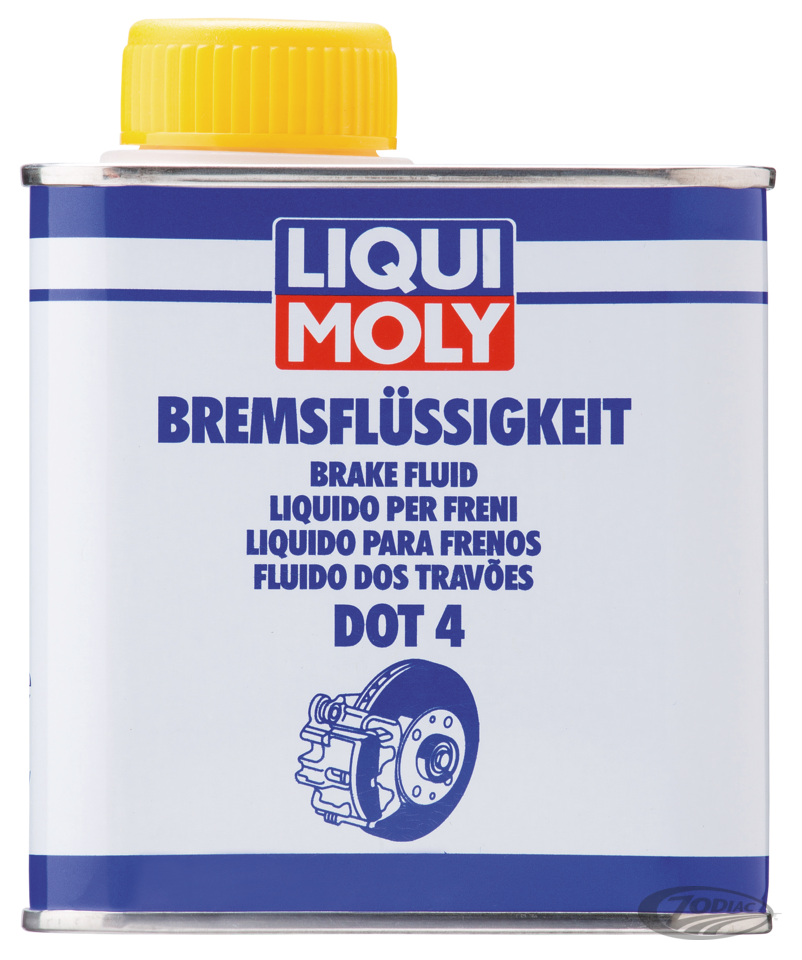 LIQUI
MOLY
BREMSFLÜSSIGKEIT
BRAKE FLUID
LIQUIDO PER FRENI
LIQUIDO PARA FRENOS
FLUIDO DOS TRAVÕES
DOT 4
ZODIAC